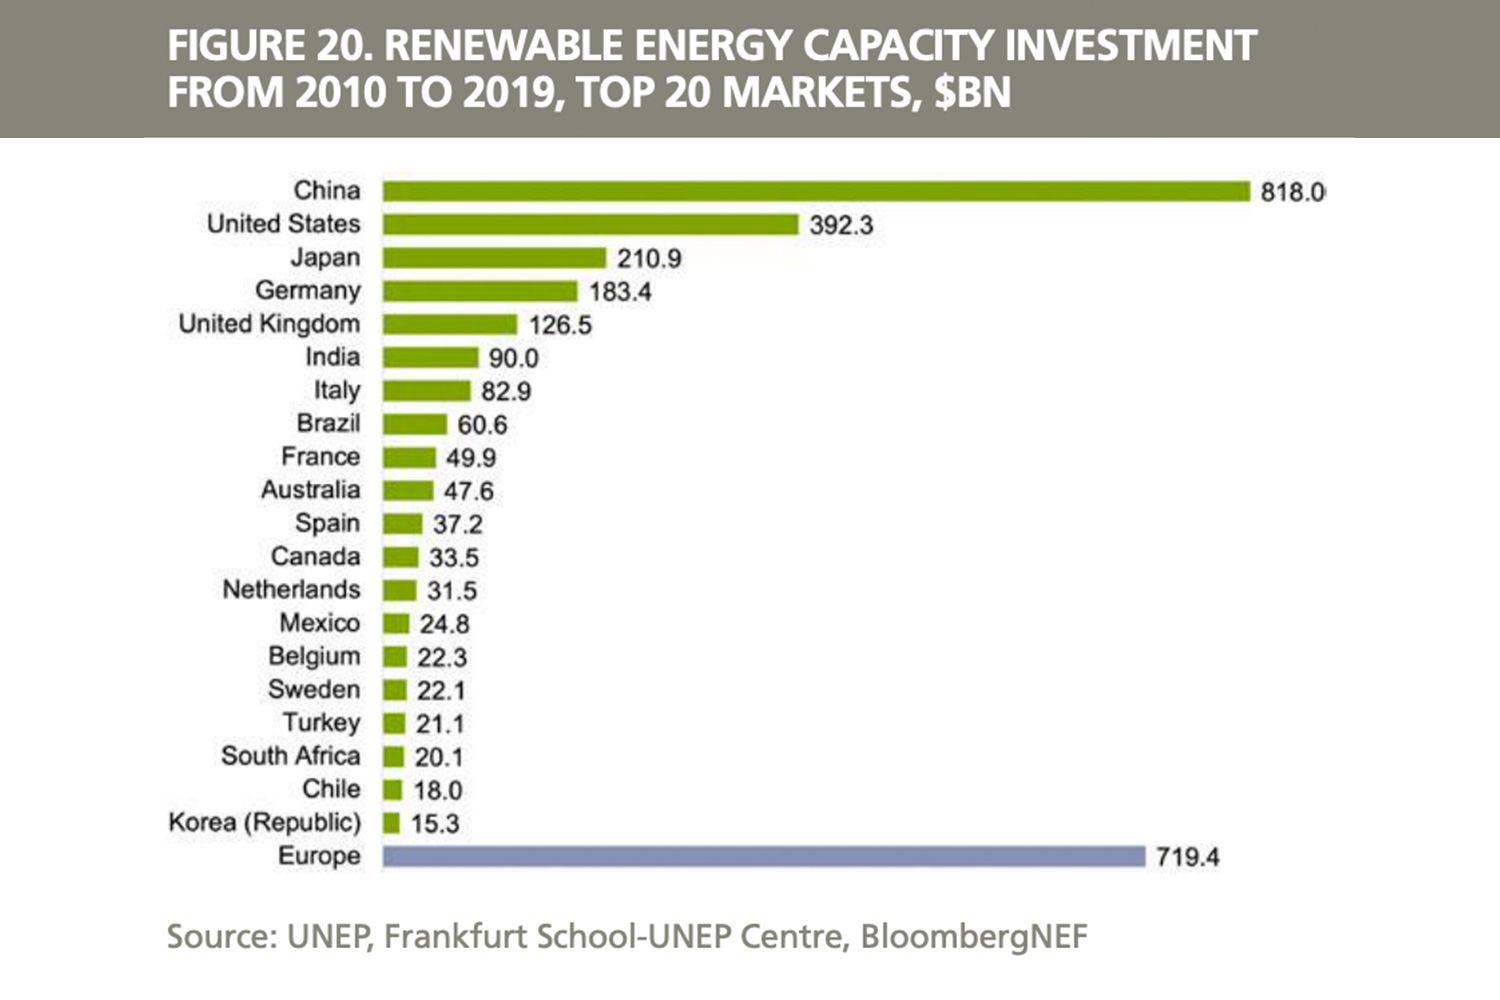 FIGURE 20. RENEWABLE ENERGY CAPACITY INVESTMENT
FROM 2010 TO 2019, TOP 20 MARKETS, $BN
China 818.0
United States 392.3
Japan 210.9
Germany 183.4
United Kingdom 126.5
India 90.0
Italy 82.9
Brazil 60.6
France 49.9
Australia 47.6
Spain 37.2
Canada 33.5
Netherlands 31.5
Mexico 24.8
Belgium 22.3
Sweden 22.1
Turkey 21.1
South Africa 20.1
Chile 18.0
Korea (Republic) 15.3
Europe 719.4
Source: UNEP, Frankfurt School-UNEP Centre, BloombergNEF